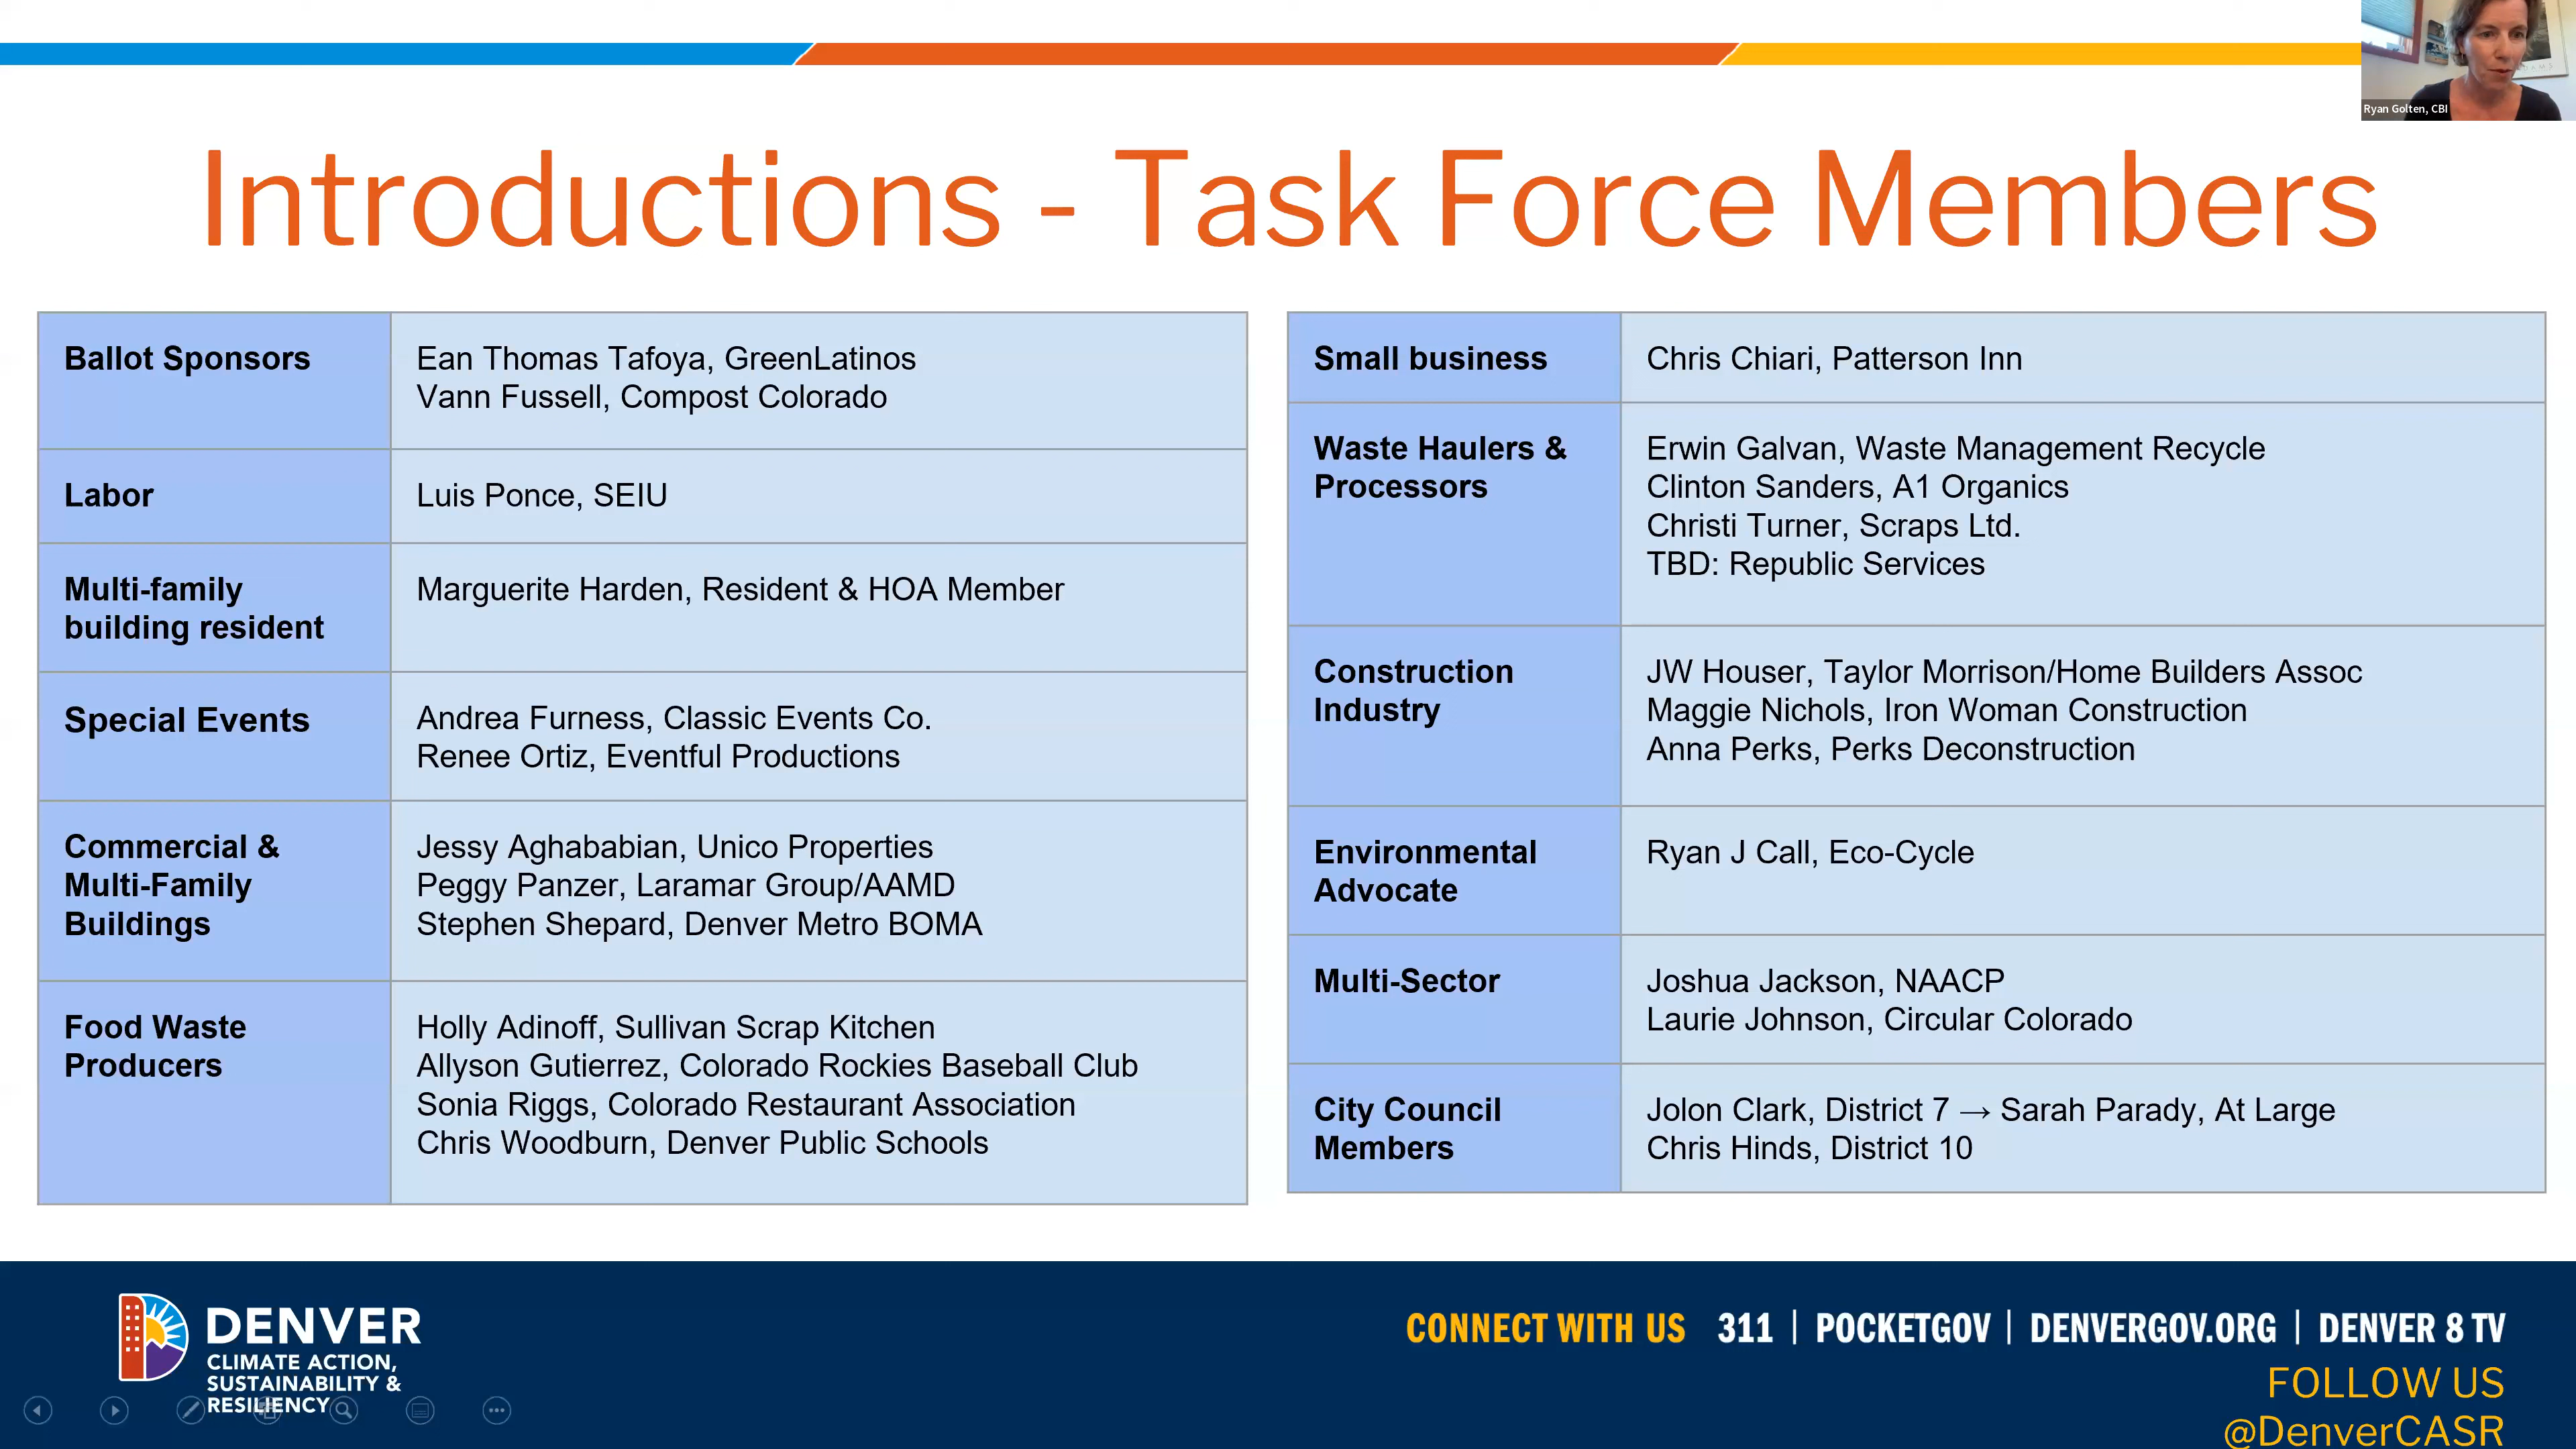 Ryan Golten, CBI
Introductions - Task Force Members
Ballot Sponsors
Ean Thomas Tafoya, GreenLatinos
Vann Fussell, Compost Colorado
Labor
Luis Ponce, SEIU
Multi-family
building resident
Marguerite Harden, Resident & HOA Member
Special Events
Andrea Furness, Classic Events Co.
Renee Ortiz, Eventful Productions
Commercial &
Multi-Family
Buildings
Jessy Aghababian, Unico Properties
Peggy Panzer, Laramar Group/AAMD
Stephen Shepard, Denver Metro BOMA
Food Waste
Producers
Holly Adinoff, Sullivan Scrap Kitchen
Allyson Gutierrez, Colorado Rockies Baseball Club
Sonia Riggs, Colorado Restaurant Association
Chris Woodburn, Denver Public Schools
Small business
Chris Chiari, Patterson Inn
Waste Haulers &
Processors
Erwin Galvan, Waste Management Recycle
Clinton Sanders, A1 Organics
Christi Turner, Scraps Ltd.
TBD: Republic Services
Construction
Industry
JW Houser, Taylor Morrison/Home Builders Assoc
Maggie Nichols, Iron Woman Construction
Anna Perks, Perks Deconstruction
Environmental
Advocate
Ryan J Call, Eco-Cycle
Multi-Sector
Joshua Jackson, NAACP
Laurie Johnson, Circular Colorado
City Council
Members
Jolon Clark, District 7 → Sarah Parady, At Large
Chris Hinds, District 10
DENVER
CLIMATE ACTION,
SUSTAINABILITY &
RESILIENCY
CONNECT WITH US 311 | POCKETGOV | DENVERGOV.ORG | DENVER 8 TV
FOLLOW US
@DenverCASR